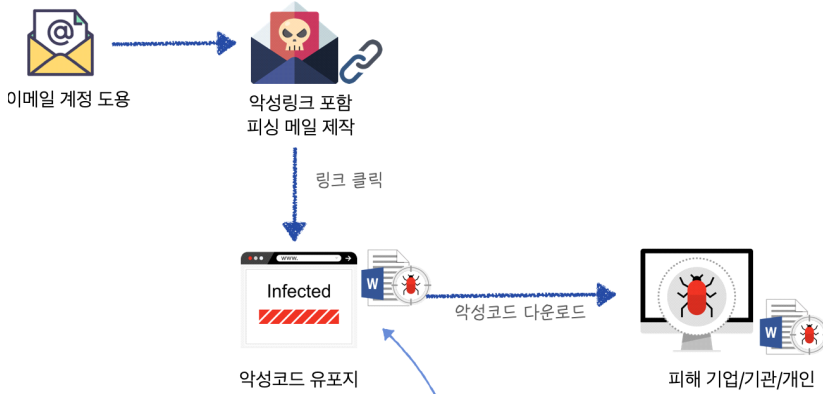 이메일 계정 도용
악성링크 포함
피싱 메일 제작
링크 클릭
www.
Infected
W
악성코드 다운로드
W
악성코드 유포지
피해 기업/기관/개인